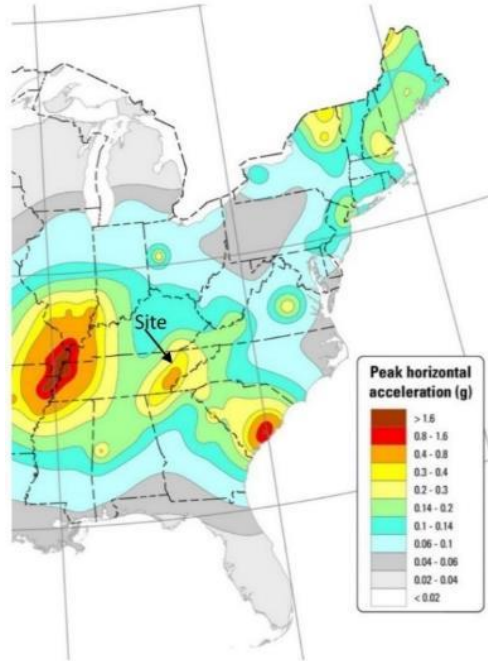 Site
Peak horizontal
acceleration (g)
> 1.6
0.8 - 1.6
0.4 - 0.8
0.3 - 0.4
0.2 - 0.3
0.14 - 0.2
0.1 - 0.14
0.06 - 0.1
0.04 - 0.06
0.02 - 0.04
< 0.02